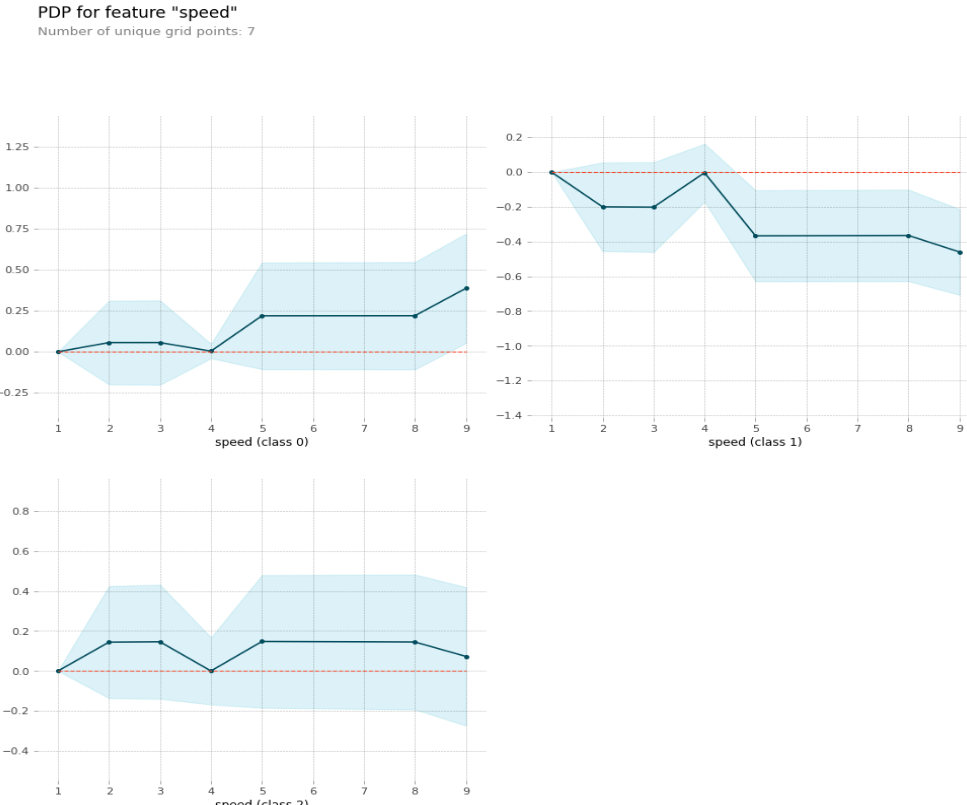 PDP for feature "speed"
Number of unique grid points: 7
1.25
1.00
0.75
0.50
0.25
0.00
−0.25
1 2 3 4 5 6 7 8 9
speed (class 0)
0.2
0.0
−0.2
−0.4
−0.6
−0.8
−1.0
−1.2
−1.4
1 2 3 4 5 6 7 8 9
speed (class 1)
0.8
0.6
0.4
0.2
0.0
−0.2
−0.4
1 2 3 4 5 6 7 8 9
speed (class 2)